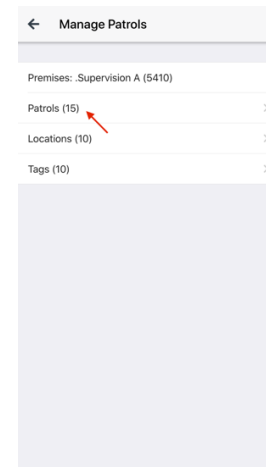 Manage Patrols
Premises: .Supervision A (5410)
Patrols (15)
Locations (10)
Tags (10)